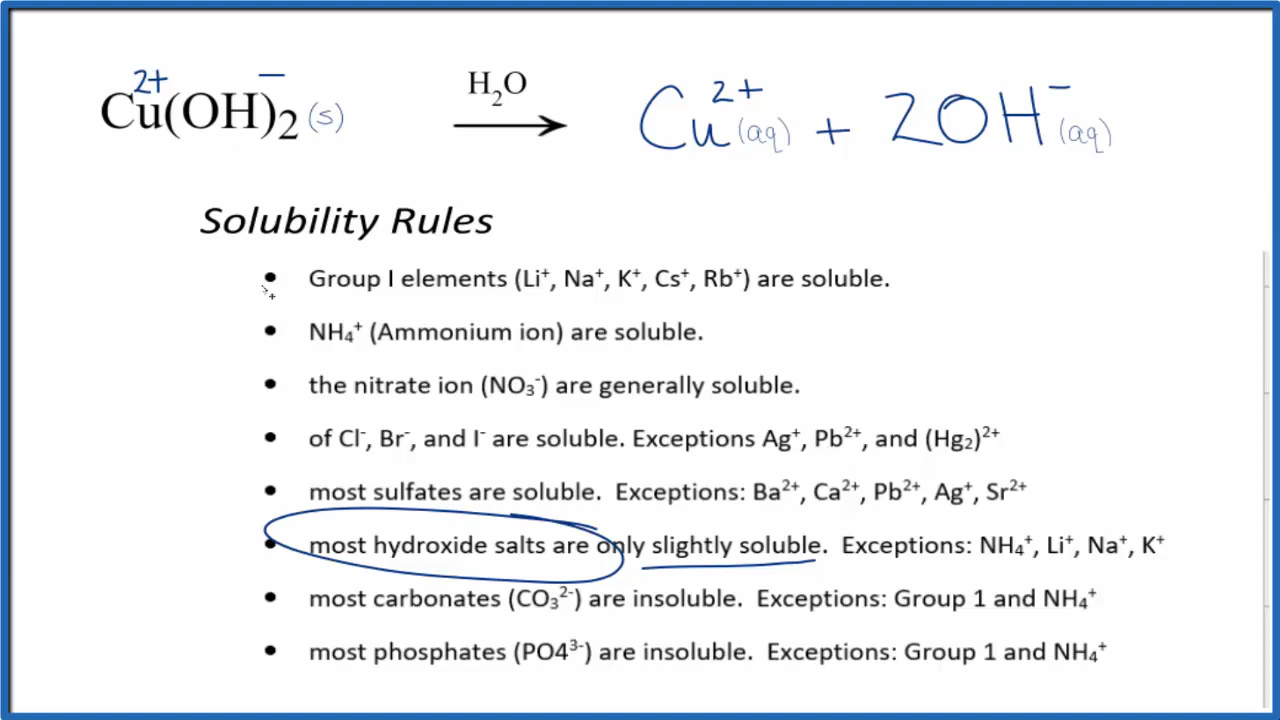 Cu²⁺(OH)⁻₂ (s) H₂O → Cu²⁺(aq) + 2OH⁻(aq)
Solubility Rules
• Group I elements (Li⁺, Na⁺, K⁺, Cs⁺, Rb⁺) are soluble.
• NH₄⁺ (Ammonium ion) are soluble.
• the nitrate ion (NO₃⁻) are generally soluble.
• of Cl⁻, Br⁻, and I⁻ are soluble. Exceptions Ag⁺, Pb²⁺, and (Hg₂)²⁺
• most sulfates are soluble. Exceptions: Ba²⁺, Ca²⁺, Pb²⁺, Ag⁺, Sr²⁺
• most hydroxide salts are only slightly soluble. Exceptions: NH₄⁺, Li⁺, Na⁺, K⁺
• most carbonates (CO₃²⁻) are insoluble. Exceptions: Group 1 and NH₄⁺
• most phosphates (PO4³⁻) are insoluble. Exceptions: Group 1 and NH₄⁺